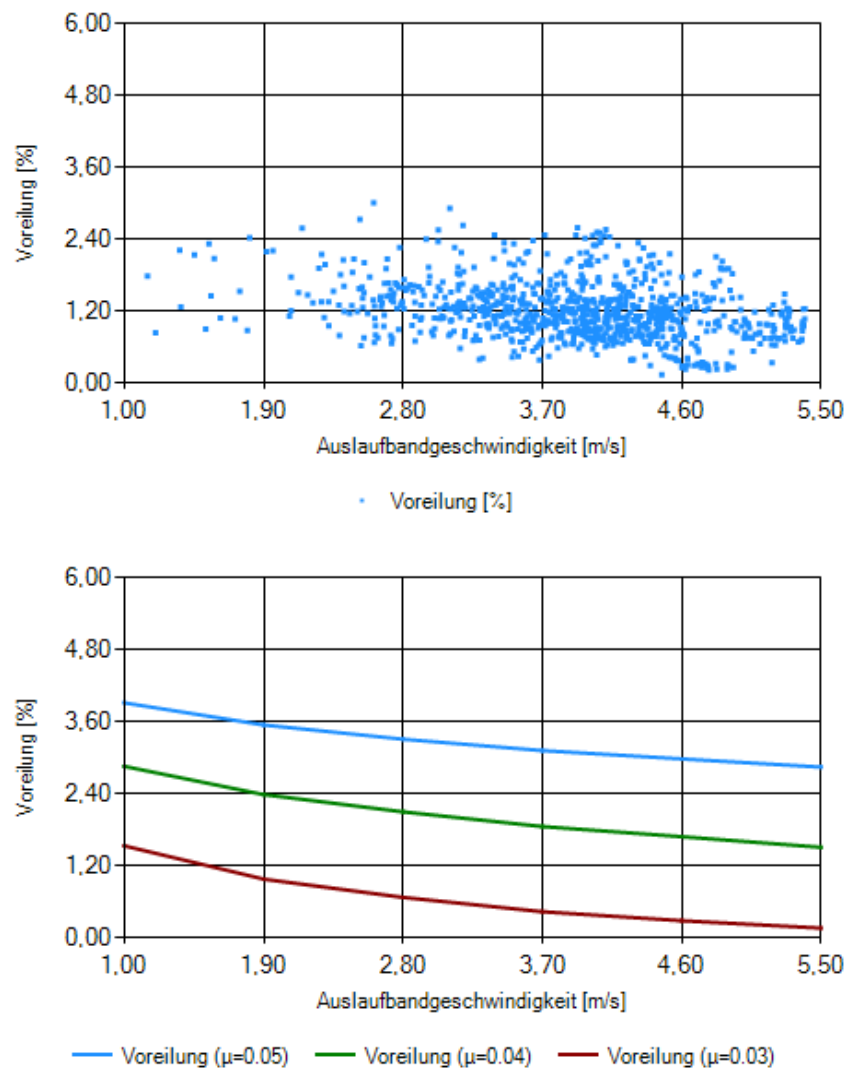 6,00
4,80
3,60
2,40
1,20
0,00
Voreilung [%]
1,00 1,90 2,80 3,70 4,60 5,50
Auslaufbandgeschwindigkeit [m/s]
Voreilung [%]
6,00
4,80
3,60
2,40
1,20
0,00
Voreilung [%]
1,00 1,90 2,80 3,70 4,60 5,50
Auslaufbandgeschwindigkeit [m/s]
Voreilung (μ=0.05) Voreilung (μ=0.04) Voreilung (μ=0.03)